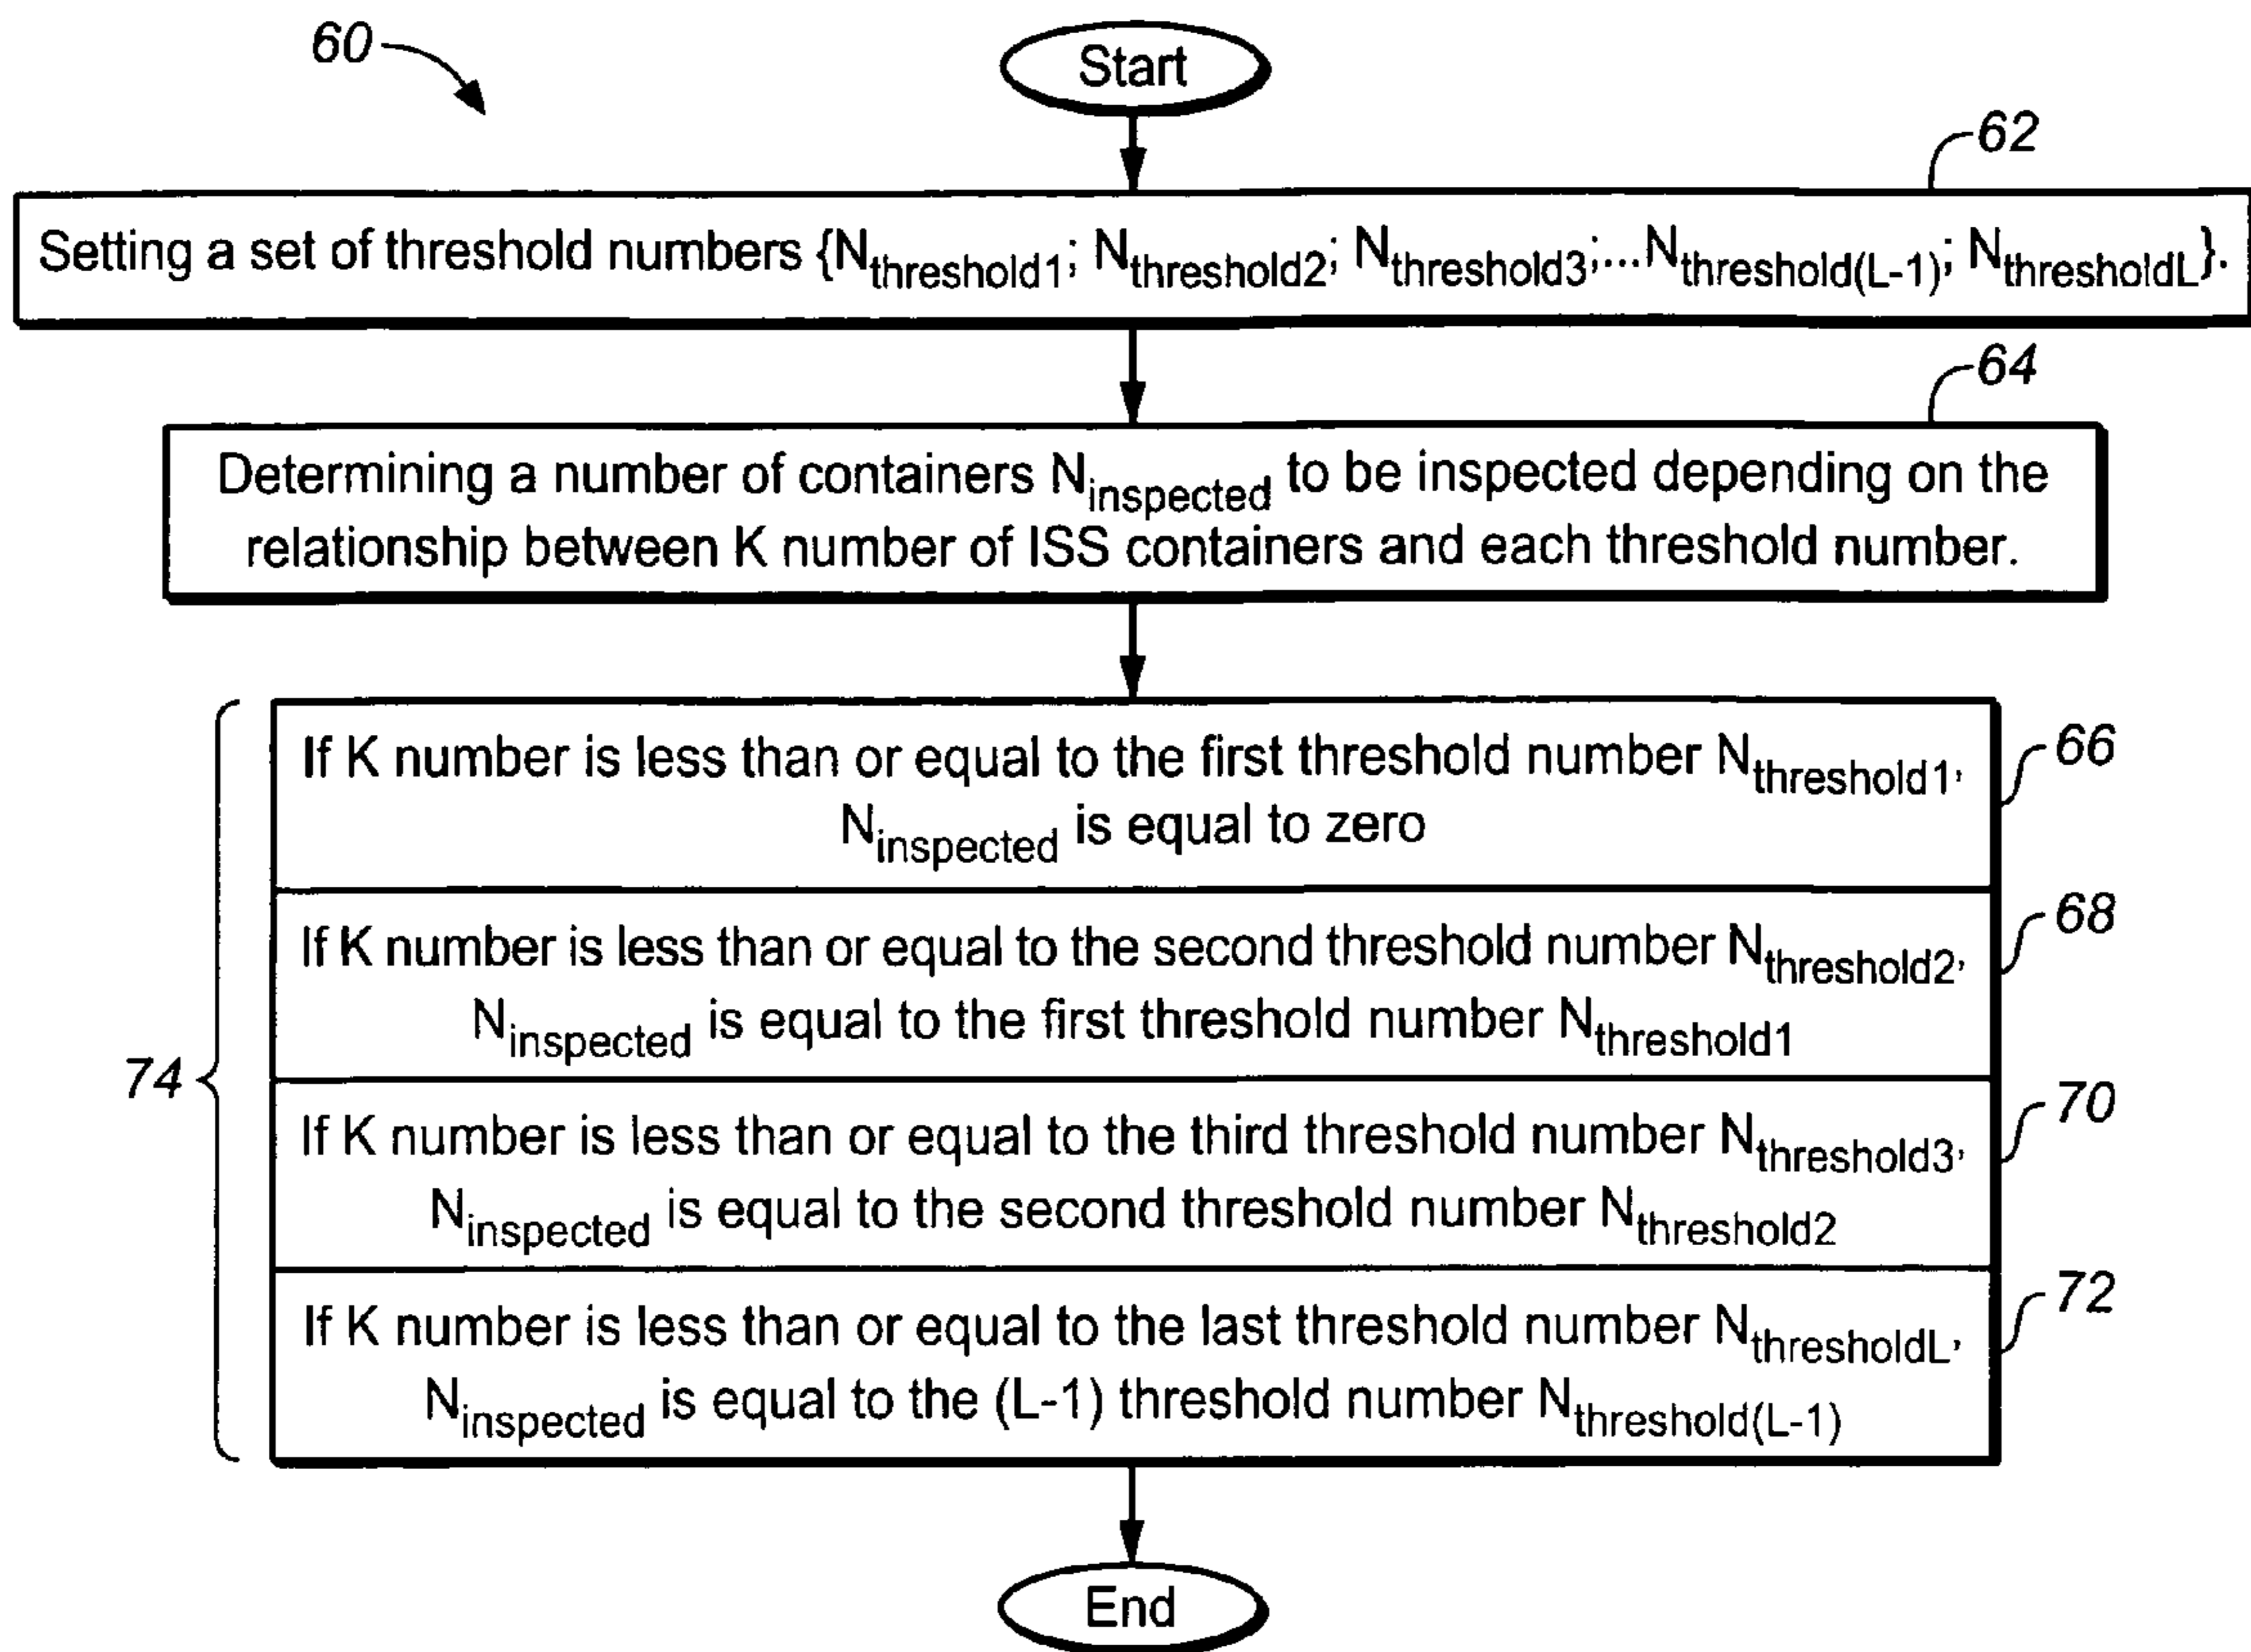 60
Start
62
Setting a set of threshold numbers {Nthreshold1; Nthreshold2; Nthreshold3;...Nthreshold(L-1); NthresholdL}.
64
Determining a number of containers Ninspected to be inspected depending on the
relationship between K number of ISS containers and each threshold number.
66
If K number is less than or equal to the first threshold number Nthreshold1,
Ninspected is equal to zero
68
If K number is less than or equal to the second threshold number Nthreshold2,
Ninspected is equal to the first threshold number Nthreshold1
74
70
If K number is less than or equal to the third threshold number Nthreshold3,
Ninspected is equal to the second threshold number Nthreshold2
72
If K number is less than or equal to the last threshold number NthresholdL,
Ninspected is equal to the (L-1) threshold number Nthreshold(L-1)
End